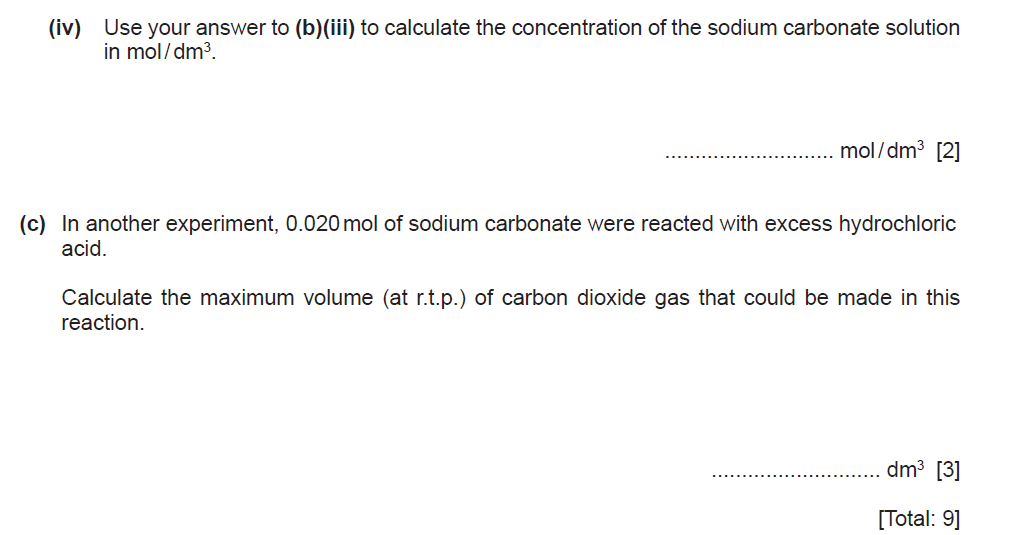 (iv) Use your answer to (b)(iii) to calculate the concentration of the sodium carbonate solution
in mol/dm³.
............................ mol/dm³ [2]
(c) In another experiment, 0.020 mol of sodium carbonate were reacted with excess hydrochloric
acid.
Calculate the maximum volume (at r.t.p.) of carbon dioxide gas that could be made in this
reaction.
............................ dm³ [3]
[Total: 9]